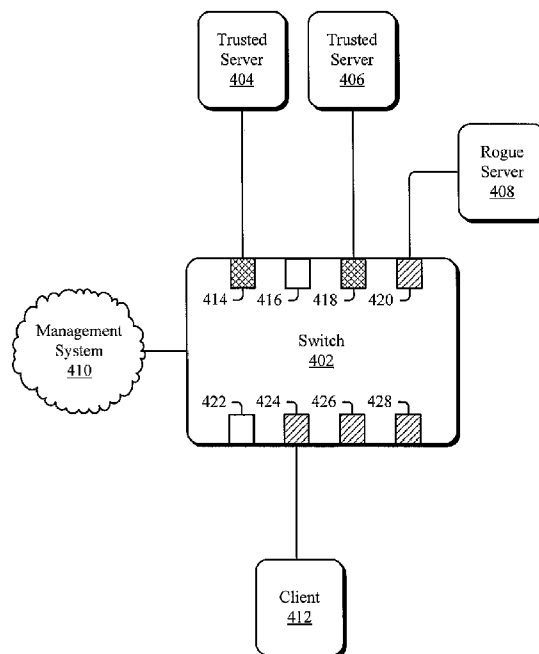 Trusted
Server
404
Trusted
Server
406
Rogue
Server
408
414
416
418
420
Management
System
410
Switch
402
422
424
426
428
Client
412